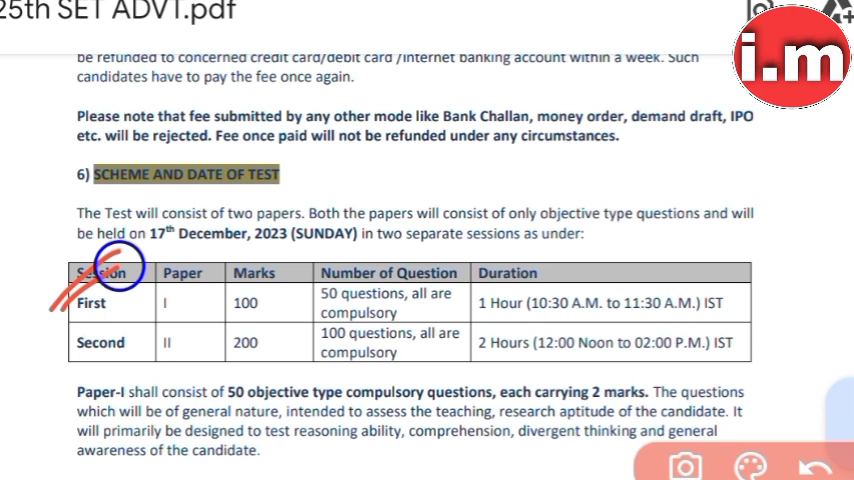 25th SET ADVT.pdf
i.m
be refunded to concerned credit card/debit card /internet banking account within a week. Such
candidates have to pay the fee once again.
Please note that fee submitted by any other mode like Bank Challan, money order, demand draft, IPO
etc. will be rejected. Fee once paid will not be refunded under any circumstances.
6) SCHEME AND DATE OF TEST
The Test will consist of two papers. Both the papers will consist of only objective type questions and will
be held on 17th December, 2023 (SUNDAY) in two separate sessions as under:
Session Paper Marks Number of Question Duration
First I 100 50 questions, all are compulsory 1 Hour (10:30 A.M. to 11:30 A.M.) IST
Second II 200 100 questions, all are compulsory 2 Hours (12:00 Noon to 02:00 P.M.) IST
Paper-I shall consist of 50 objective type compulsory questions, each carrying 2 marks. The questions
which will be of general nature, intended to assess the teaching, research aptitude of the candidate. It
will primarily be designed to test reasoning ability, comprehension, divergent thinking and general
awareness of the candidate.